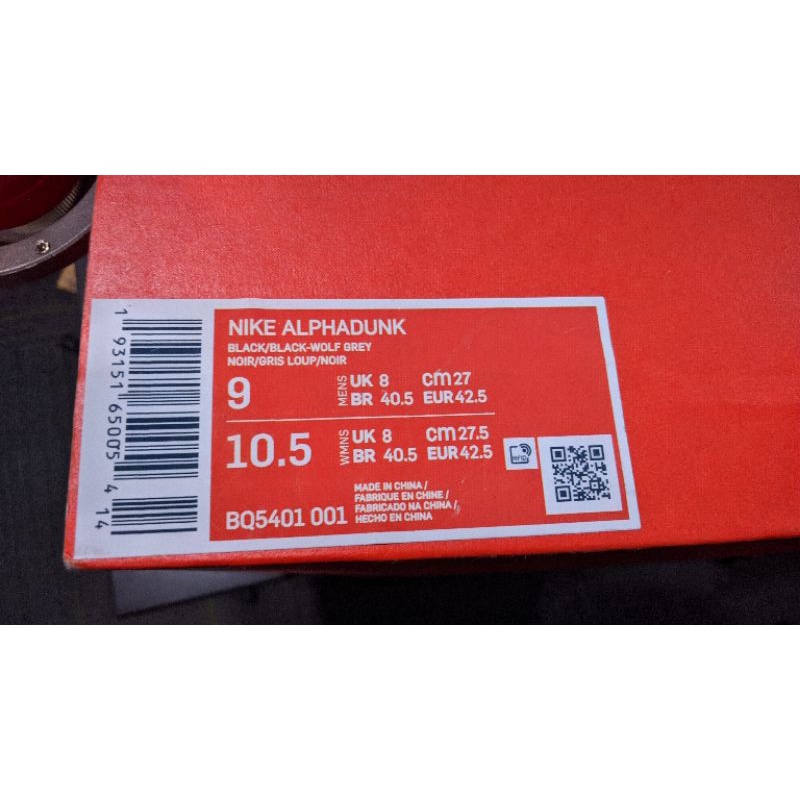 NIKE ALPHADUNK
BLACK/BLACK-WOLF GREY
NOIR/GRIS LOUP/NOIR
9 MENS UK 8 CM 27
BR 40.5 EUR 42.5
10.5 WMNS UK 8 CM 27.5
BR 40.5 EUR 42.5
BQ5401 001
MADE IN CHINA /
FABRIQUE EN CHINE /
FABRICADO NA CHINA /
HECHO EN CHINA
1 93151 65005 4 14